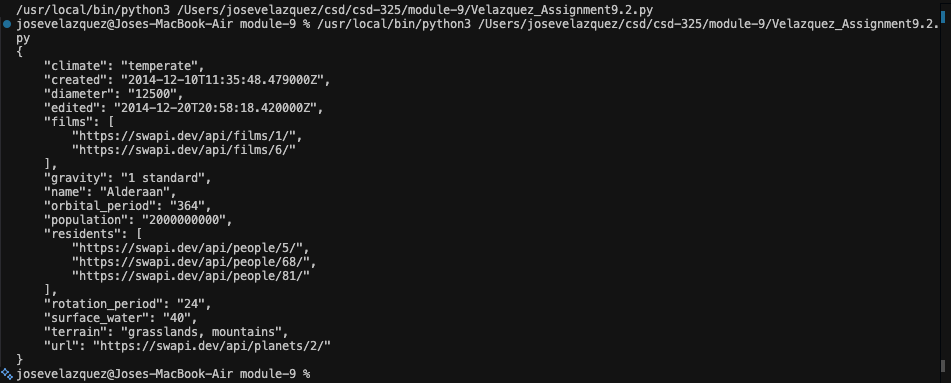 /usr/local/bin/python3 /Users/josevelazquez/csd/csd-325/module-9/Velazquez_Assignment9.2.py
josevelazquez@Joses-MacBook-Air module-9 % /usr/local/bin/python3 /Users/josevelazquez/csd/csd-325/module-9/Velazquez_Assignment9.2.
py
{
    "climate": "temperate",
    "created": "2014-12-10T11:35:48.479000Z",
    "diameter": "12500",
    "edited": "2014-12-20T20:58:18.420000Z",
    "films": [
        "https://swapi.dev/api/films/1/",
        "https://swapi.dev/api/films/6/"
    ],
    "gravity": "1 standard",
    "name": "Alderaan",
    "orbital_period": "364",
    "population": "2000000000",
    "residents": [
        "https://swapi.dev/api/people/5/",
        "https://swapi.dev/api/people/68/",
        "https://swapi.dev/api/people/81/"
    ],
    "rotation_period": "24",
    "surface_water": "40",
    "terrain": "grasslands, mountains",
    "url": "https://swapi.dev/api/planets/2/"
}
josevelazquez@Joses-MacBook-Air module-9 %